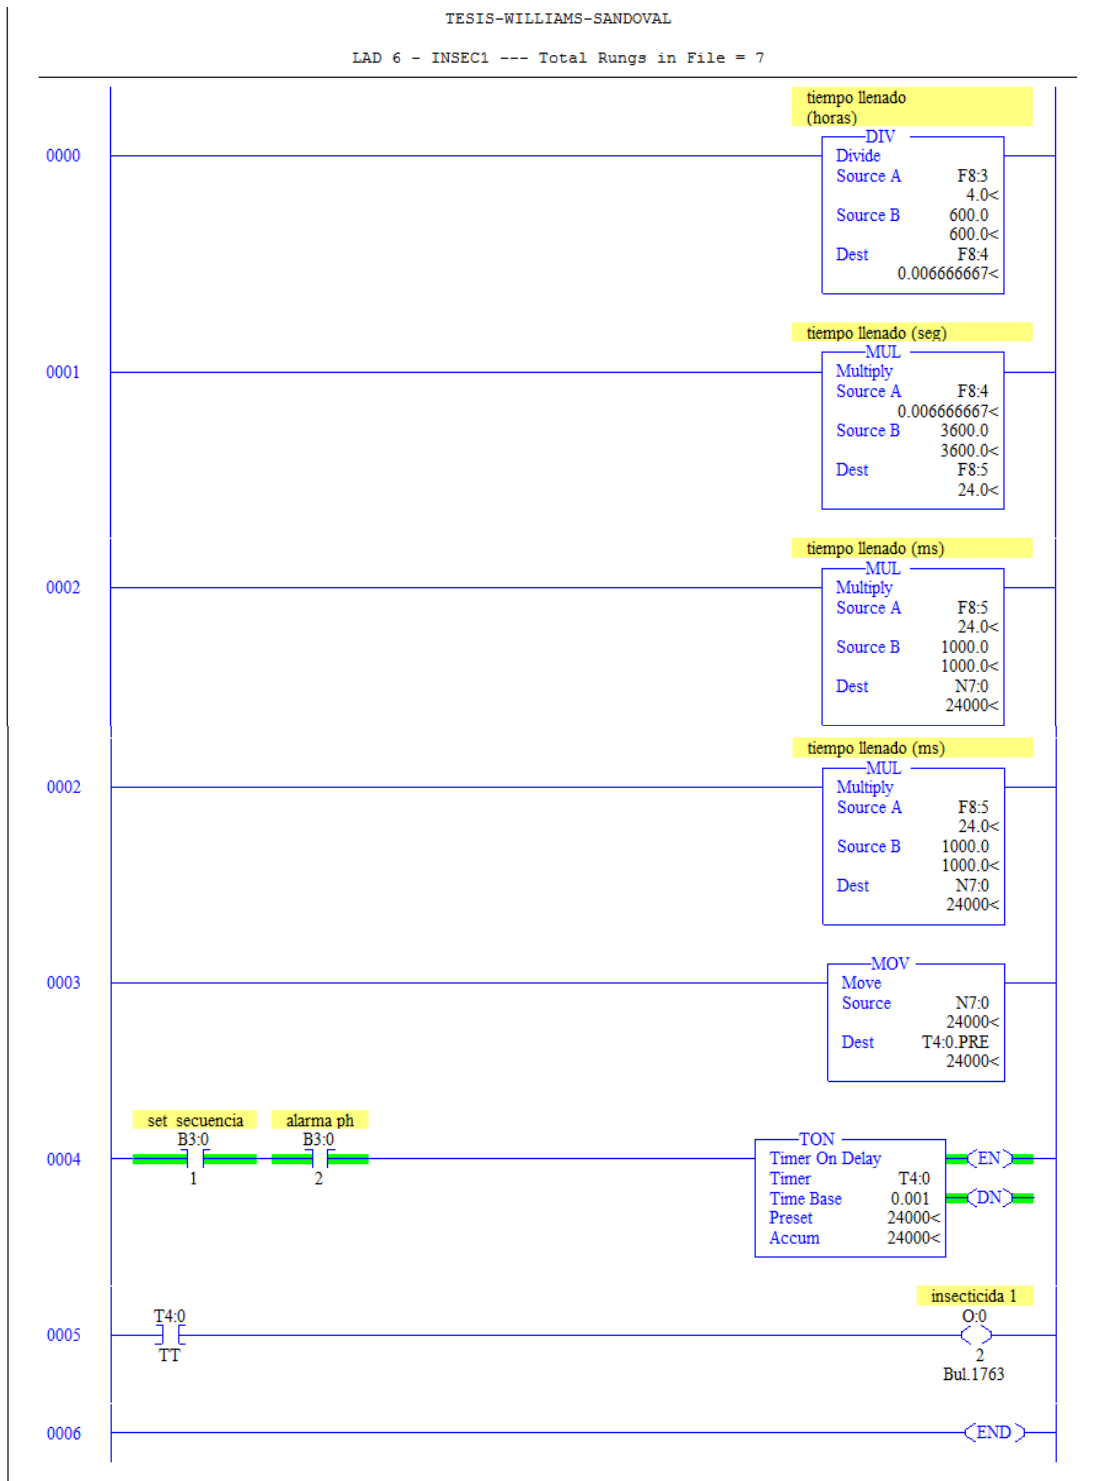 TESIS-WILLIAMS-SANDOVAL
LAD 6 - INSEC1 --- Total Rungs in File = 7
tiempo llenado
(horas)
DIV
0000
Divide
Source A F8:3
4.0<
Source B 600.0
600.0<
Dest F8:4
0.006666667<
tiempo llenado (seg)
MUL
0001
Multiply
Source A F8:4
0.006666667<
Source B 3600.0
3600.0<
Dest F8:5
24.0<
tiempo llenado (ms)
MUL
0002
Multiply
Source A F8:5
24.0<
Source B 1000.0
1000.0<
Dest N7:0
24000<
tiempo llenado (ms)
MUL
0002
Multiply
Source A F8:5
24.0<
Source B 1000.0
1000.0<
Dest N7:0
24000<
MOV
0003
Move
Source N7:0
24000<
Dest T4:0.PRE
24000<
set secuencia alarma ph
B3:0 B3:0
1 2
0004
TON
Timer On Delay
Timer T4:0
Time Base 0.001
Preset 24000<
Accum 24000<
EN
DN
insecticida 1
T4:0 O:0
0005
TT 2
Bul.1763
0006 END